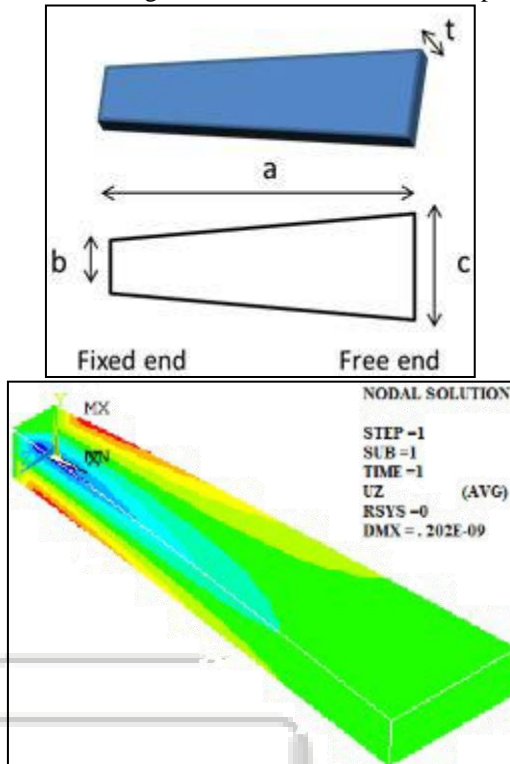 t
a
b
c
Fixed end Free end
MX
NODAL SOLUTION
STEP =1
SUB =1
TIME =1
UZ (AVG)
RSYS =0
DMX = . 202E-09